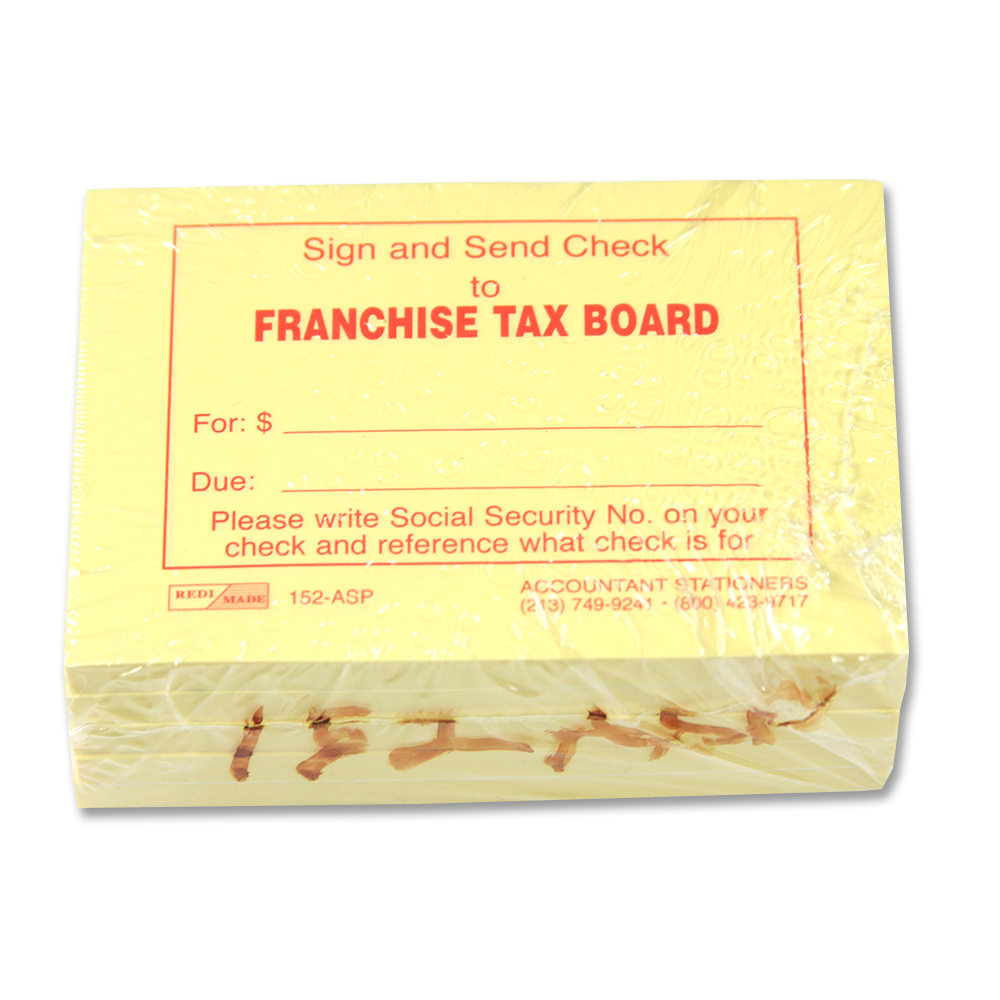 Sign and Send Check
to
FRANCHISE TAX BOARD
For: $
Due:
Please write Social Security No. on your
check and reference what check is for
REDI MADE 152-ASP
ACCOUNTANT STATIONERS
(213) 749-9241 · (800) 423-9717
152 ASP